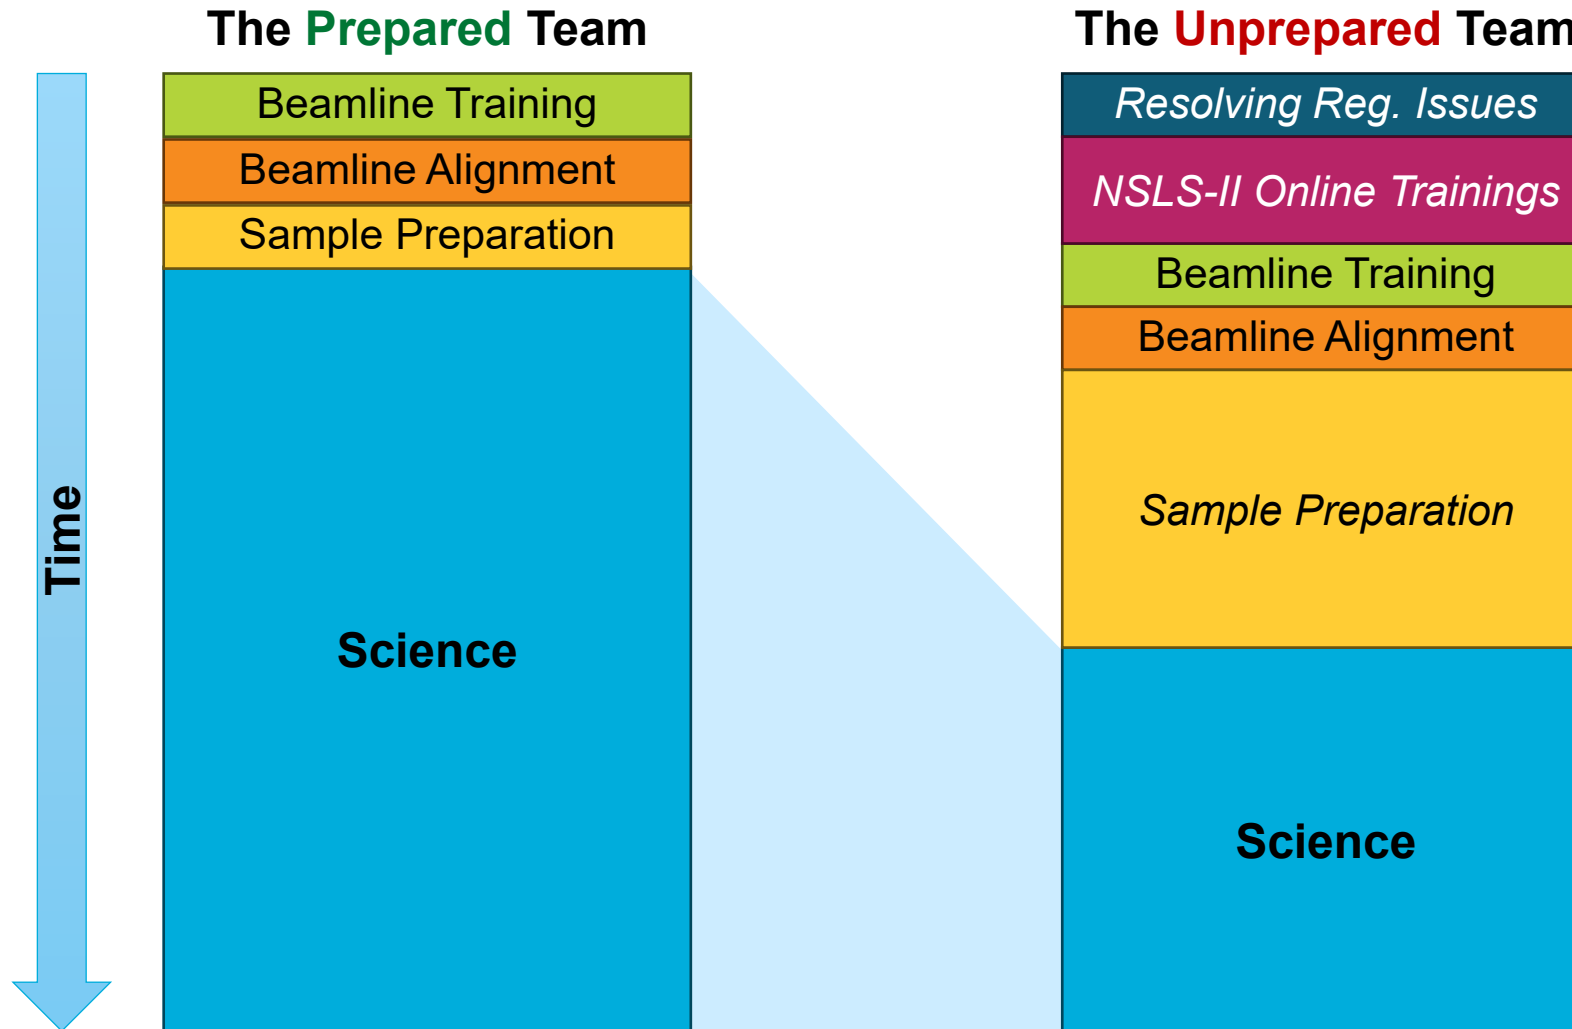 The Prepared Team
Beamline Training
Beamline Alignment
Sample Preparation
Science
Time
The Unprepared Team
Resolving Reg. Issues
NSLS-II Online Trainings
Beamline Training
Beamline Alignment
Sample Preparation
Science